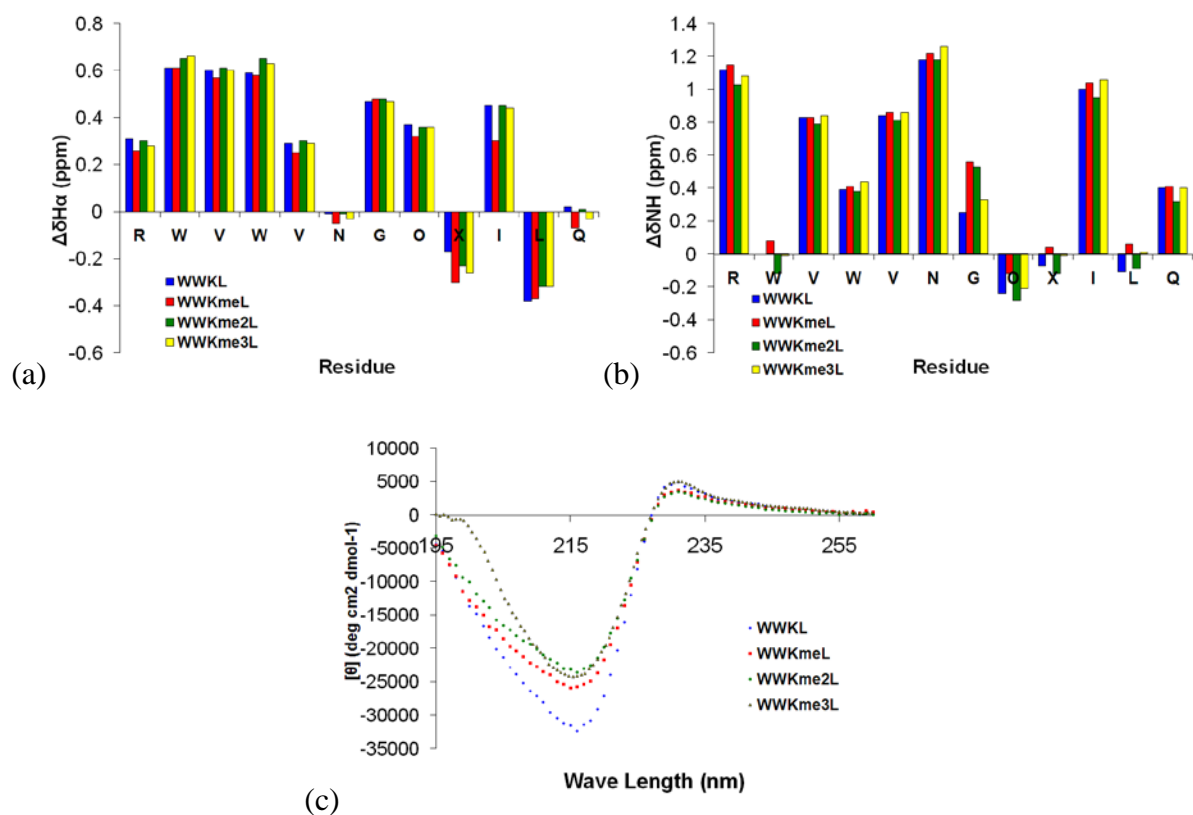 0.8
0.6
0.4
0.2
0
-0.2
-0.4
-0.6
ΔδHα (ppm)
R W V W V N G O X I L Q
WWKL
WWKmeL
WWKme2L
WWKme3L
Residue
(a)
1.4
1.2
1
0.8
0.6
0.4
0.2
0
-0.2
-0.4
-0.6
ΔδNH (ppm)
R W V W V N G O X I L Q
WWKL
WWKmeL
WWKme2L
WWKme3L
Residue
(b)
10000
5000
0
-5000
-10000
-15000
-20000
-25000
-30000
-35000
[θ] (deg cm2 dmol-1)
195 215 235 255
WWKL
WWKmeL
WWKme2L
WWKme3L
Wave Length (nm)
(c)